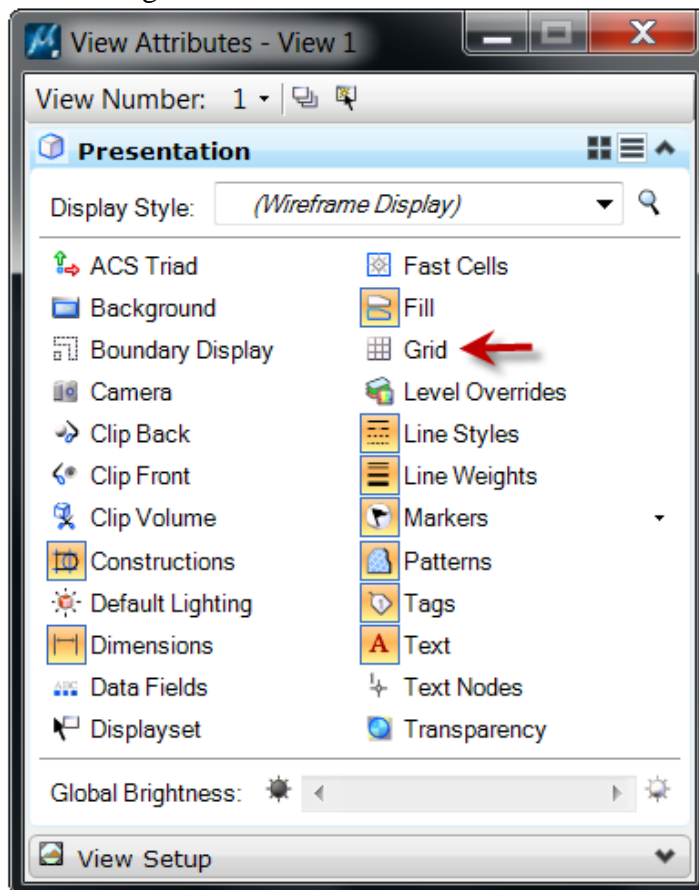 View Attributes - View 1
View Number: 1
Presentation
Display Style: (Wireframe Display)
ACS Triad Fast Cells
Background Fill
Boundary Display Grid
Camera Level Overrides
Clip Back Line Styles
Clip Front Line Weights
Clip Volume Markers
Constructions Patterns
Default Lighting Tags
Dimensions Text
Data Fields Text Nodes
Displayset Transparency
Global Brightness:
View Setup